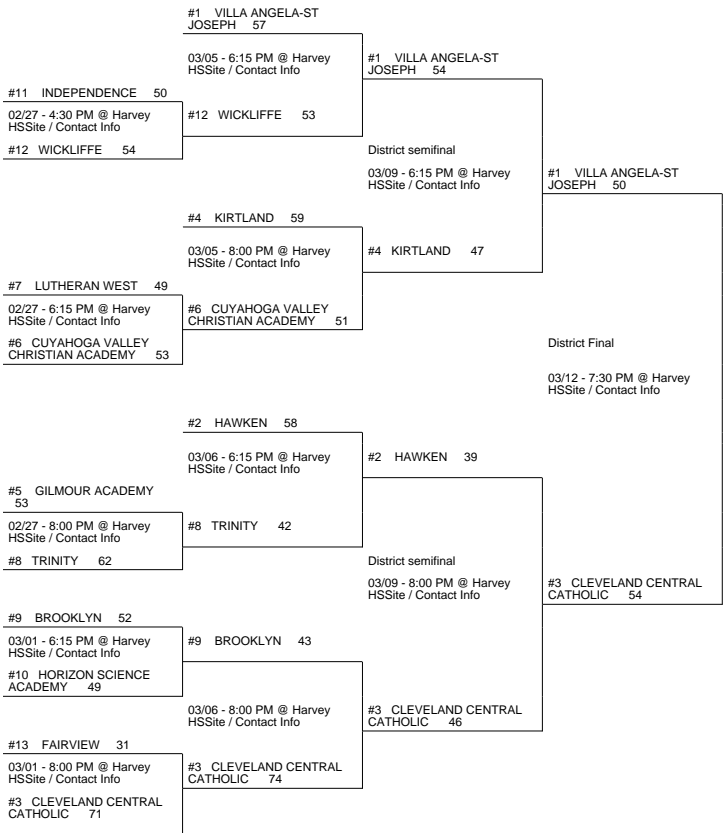 #1 VILLA ANGELA-ST
JOSEPH 57
03/05 - 6:15 PM @ Harvey
HSSite / Contact Info
#1 VILLA ANGELA-ST
JOSEPH 54
#11 INDEPENDENCE 50
02/27 - 4:30 PM @ Harvey
HSSite / Contact Info
#12 WICKLIFFE 53
#12 WICKLIFFE 54
District semifinal
03/09 - 6:15 PM @ Harvey
HSSite / Contact Info
#1 VILLA ANGELA-ST
JOSEPH 50
#4 KIRTLAND 59
03/05 - 8:00 PM @ Harvey
HSSite / Contact Info
#4 KIRTLAND 47
#7 LUTHERAN WEST 49
02/27 - 6:15 PM @ Harvey
HSSite / Contact Info
#6 CUYAHOGA VALLEY
CHRISTIAN ACADEMY 51
#6 CUYAHOGA VALLEY
CHRISTIAN ACADEMY 53
District Final
03/12 - 7:30 PM @ Harvey
HSSite / Contact Info
#2 HAWKEN 58
03/06 - 6:15 PM @ Harvey
HSSite / Contact Info
#2 HAWKEN 39
#5 GILMOUR ACADEMY
53
02/27 - 8:00 PM @ Harvey
HSSite / Contact Info
#8 TRINITY 42
#8 TRINITY 62
District semifinal
03/09 - 8:00 PM @ Harvey
HSSite / Contact Info
#3 CLEVELAND CENTRAL
CATHOLIC 54
#9 BROOKLYN 52
03/01 - 6:15 PM @ Harvey
HSSite / Contact Info
#9 BROOKLYN 43
#10 HORIZON SCIENCE
ACADEMY 49
03/06 - 8:00 PM @ Harvey
HSSite / Contact Info
#3 CLEVELAND CENTRAL
CATHOLIC 46
#13 FAIRVIEW 31
03/01 - 8:00 PM @ Harvey
HSSite / Contact Info
#3 CLEVELAND CENTRAL
CATHOLIC 74
#3 CLEVELAND CENTRAL
CATHOLIC 71